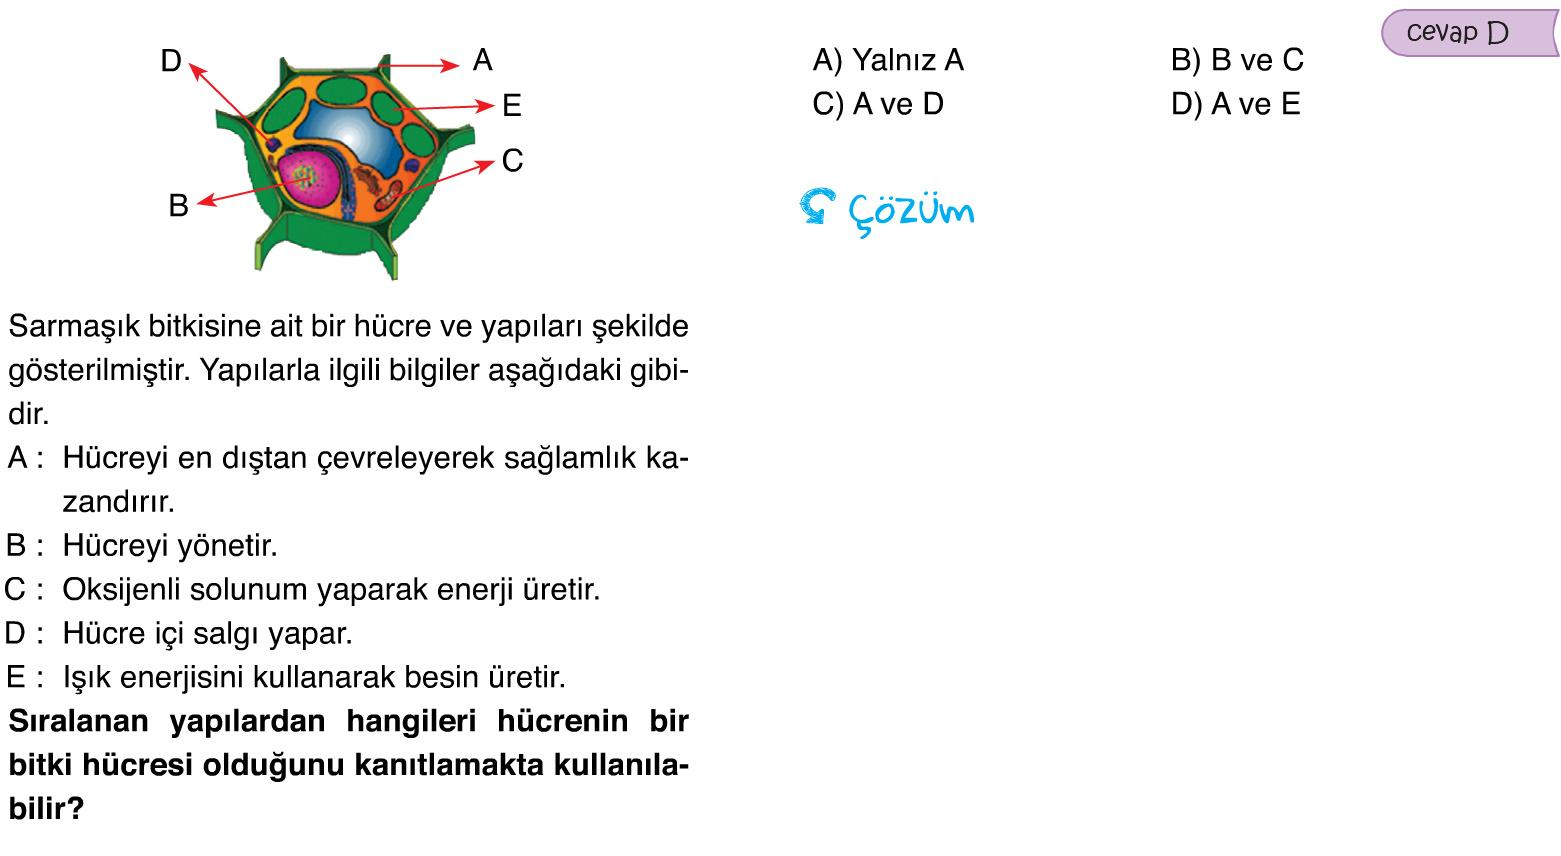 D
A
E
C
B
Sarmaşık bitkisine ait bir hücre ve yapıları şekilde
gösterilmiştir. Yapılarla ilgili bilgiler aşağıdaki gibi-
dir.
A : Hücreyi en dıştan çevreleyerek sağlamlık ka-
zandırır.
B : Hücreyi yönetir.
C : Oksijenli solunum yaparak enerji üretir.
D : Hücre içi salgı yapar.
E : Işık enerjisini kullanarak besin üretir.
Sıralanan yapılardan hangileri hücrenin bir
bitki hücresi olduğunu kanıtlamakta kullanıla-
bilir?
A) Yalnız A B) B ve C
C) A ve D D) A ve E
Cevap D
Çözüm